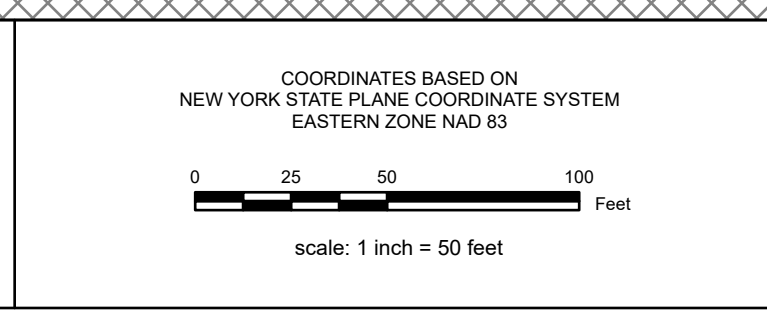 COORDINATES BASED ON
NEW YORK STATE PLANE COORDINATE SYSTEM
EASTERN ZONE NAD 83
0 25 50 100
Feet
scale: 1 inch = 50 feet